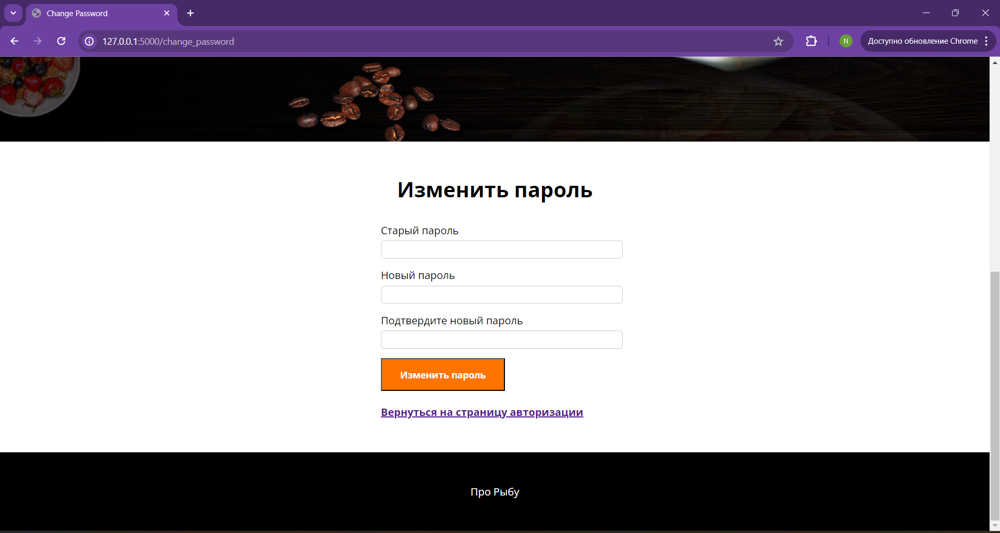 Change Password
127.0.0.1:5000/change_password
N
Доступно обновление Chrome
Изменить пароль
Старый пароль
Новый пароль
Подтвердите новый пароль
Изменить пароль
Вернуться на страницу авторизации
Про Рыбу